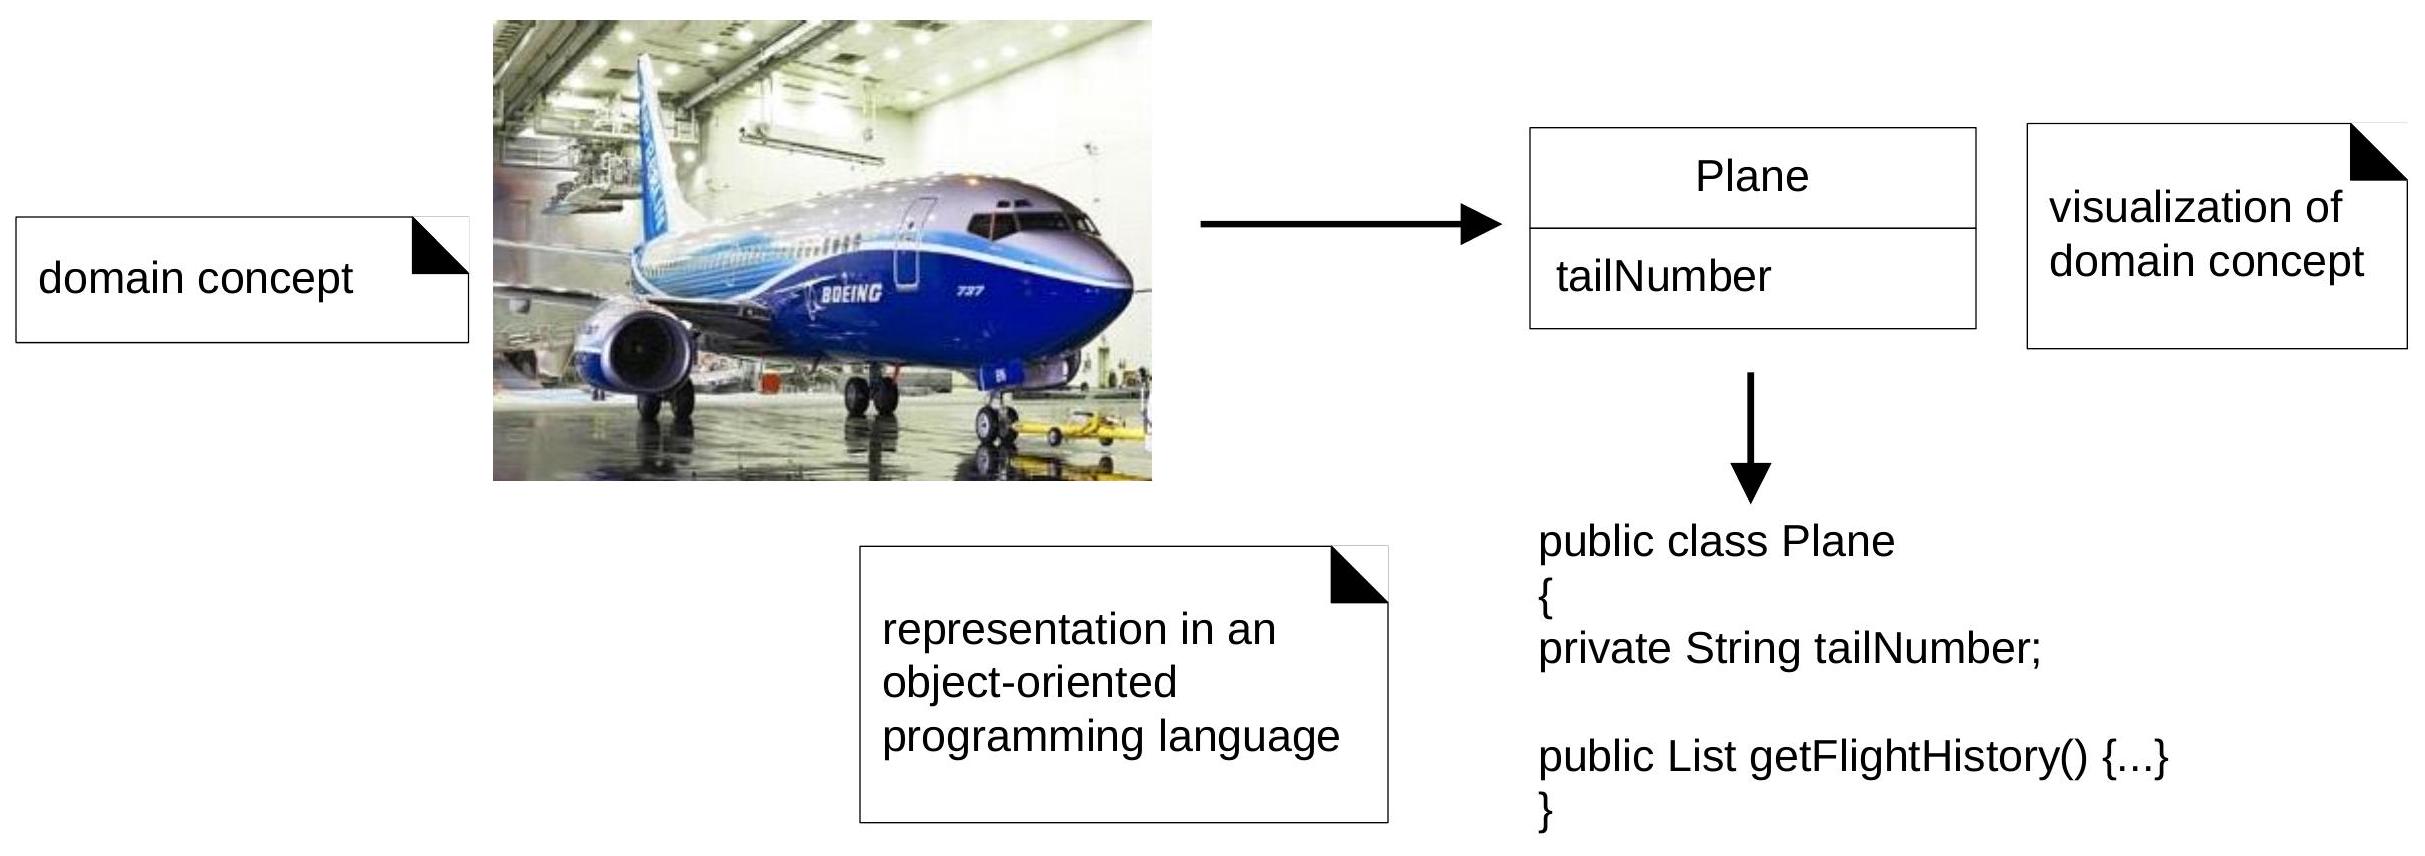 domain concept
BOEING
737
Plane
tailNumber
visualization of
domain concept
representation in an
object-oriented
programming language
public class Plane
{
private String tailNumber;
public List getFlightHistory() {...}
}